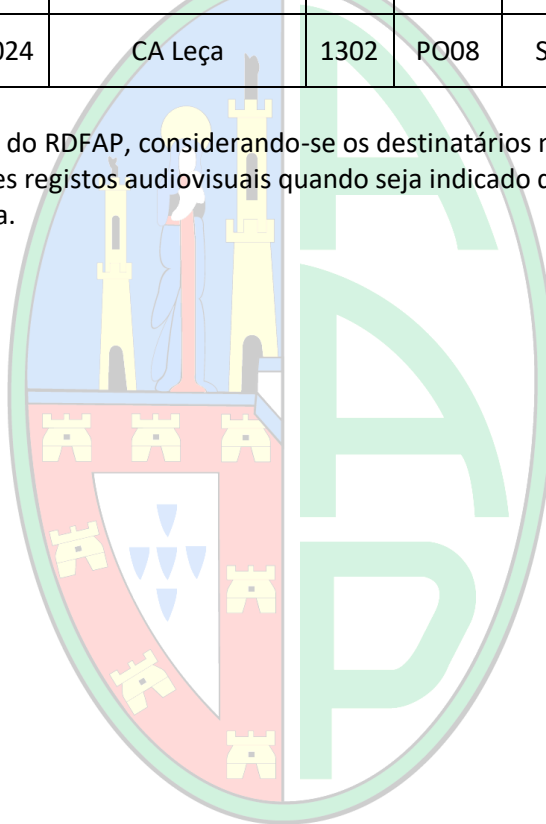 024 CA Leça 1302 PO08 S
do RDFAP, considerando-se os destinatários
es registos audiovisuais quando seja indicado
a.
A
A
P